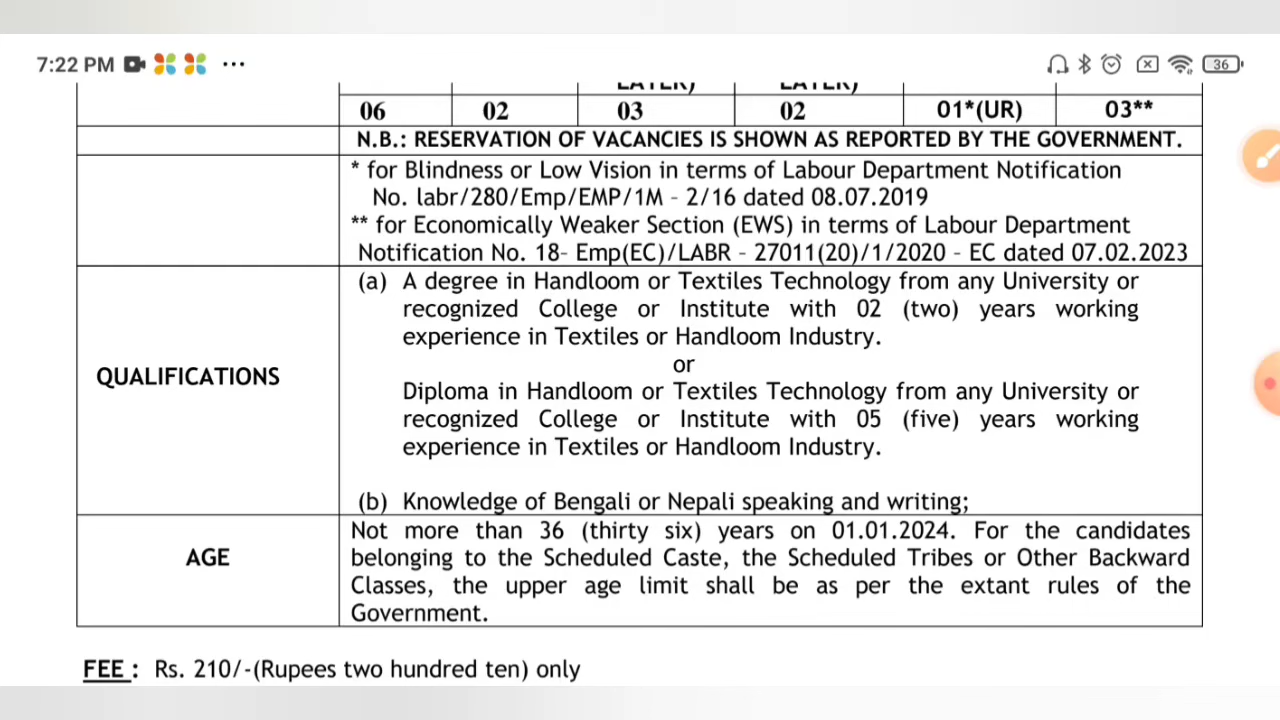 7:22 PM
36
LATER) LATER)
06 02 03 02 01*(UR) 03**
N.B.: RESERVATION OF VACANCIES IS SHOWN AS REPORTED BY THE GOVERNMENT.
* for Blindness or Low Vision in terms of Labour Department Notification
No. labr/280/Emp/EMP/1M - 2/16 dated 08.07.2019
** for Economically Weaker Section (EWS) in terms of Labour Department
Notification No. 18- Emp(EC)/LABR - 27011(20)/1/2020 - EC dated 07.02.2023
QUALIFICATIONS
(a) A degree in Handloom or Textiles Technology from any University or
recognized College or Institute with 02 (two) years working
experience in Textiles or Handloom Industry.
or
Diploma in Handloom or Textiles Technology from any University or
recognized College or Institute with 05 (five) years working
experience in Textiles or Handloom Industry.
(b) Knowledge of Bengali or Nepali speaking and writing;
AGE
Not more than 36 (thirty six) years on 01.01.2024. For the candidates
belonging to the Scheduled Caste, the Scheduled Tribes or Other Backward
Classes, the upper age limit shall be as per the extant rules of the
Government.
FEE : Rs. 210/-(Rupees two hundred ten) only